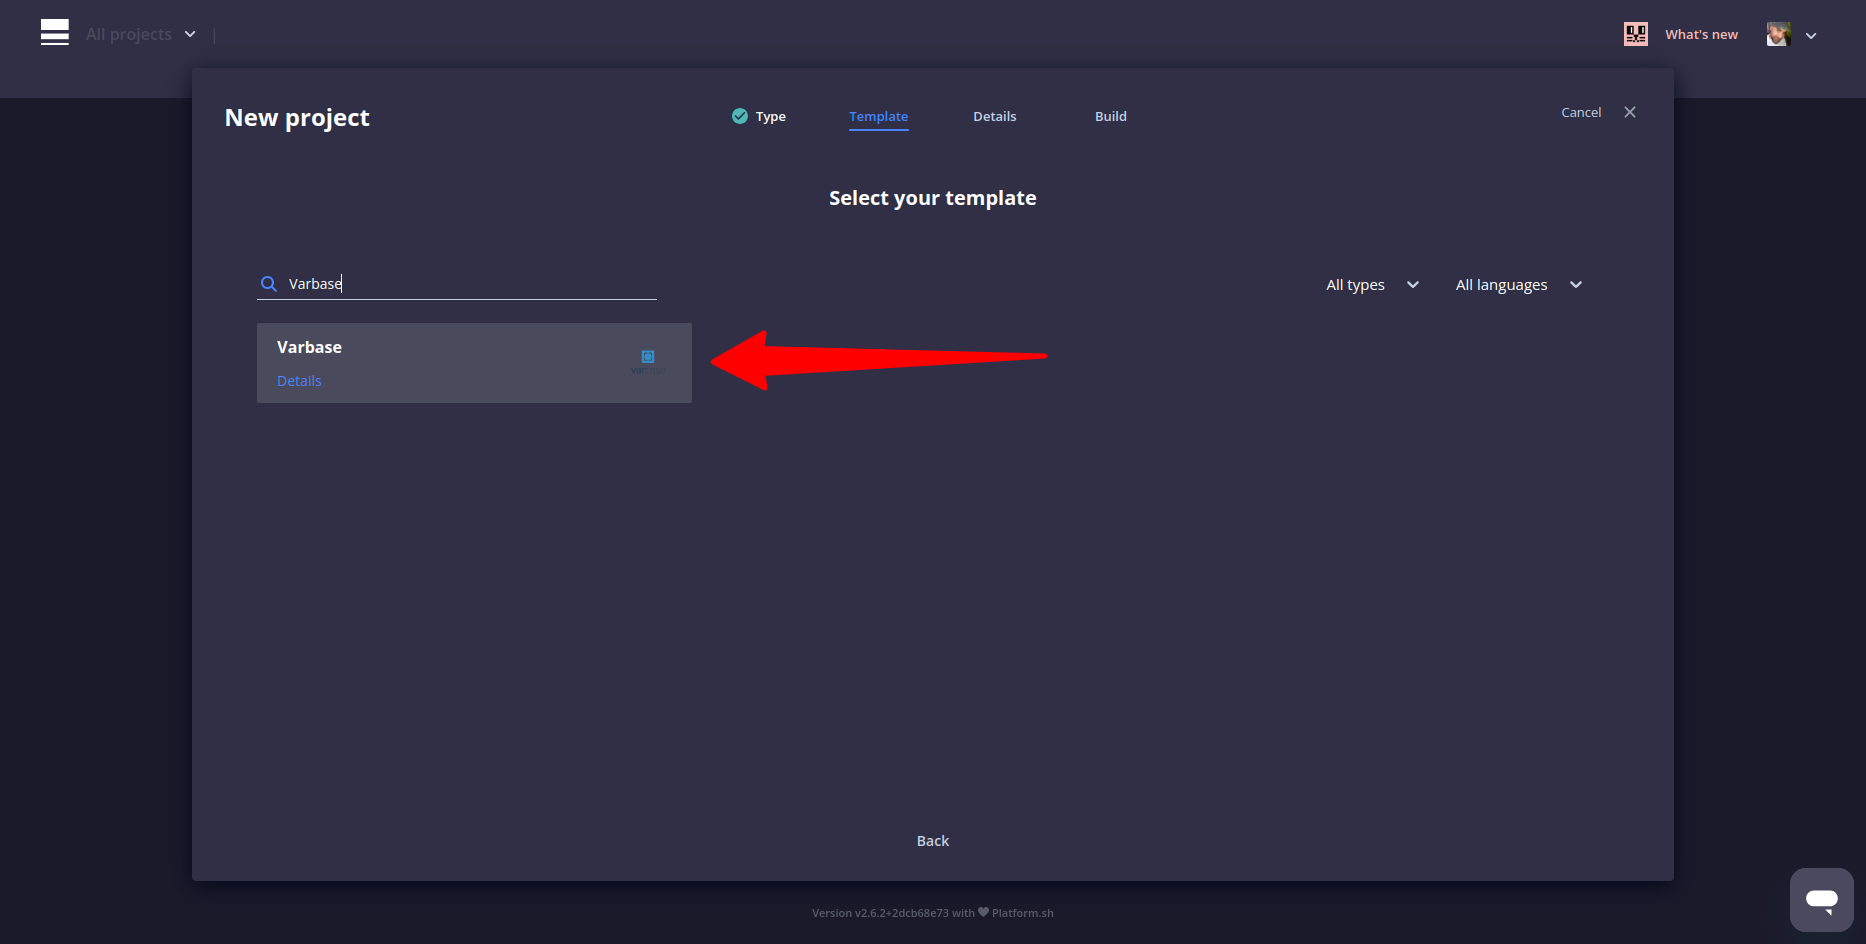 All projects
What's new
New project
Type
Template
Details
Build
Cancel
Select your template
Varbase
All types
All languages
Varbase
Details
varbase
Back
Version v2.6.2+2dcb68e73 with Platform.sh